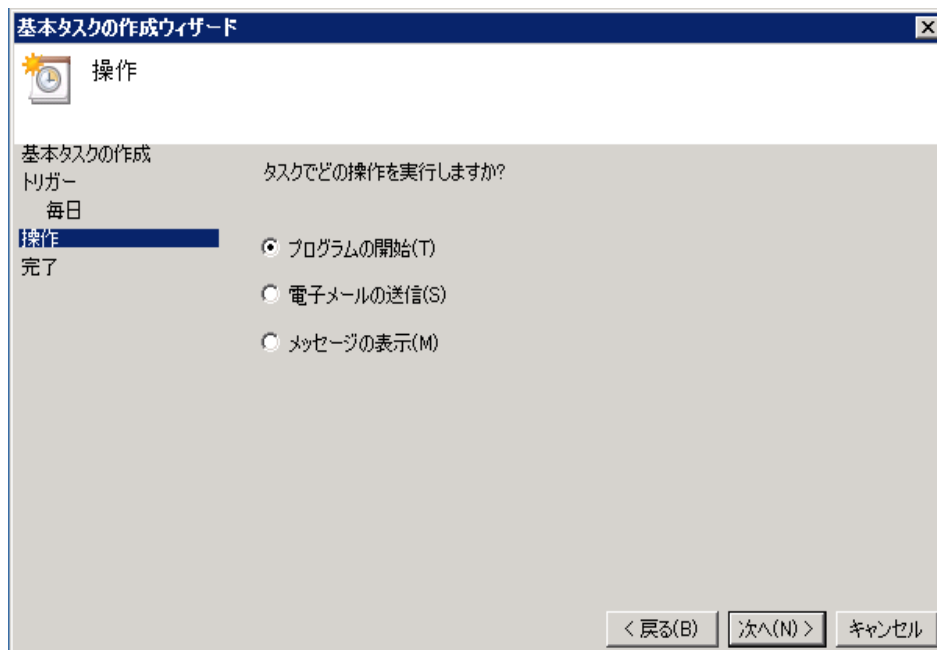 基本タスクの作成ウィザード
操作
基本タスクの作成
トリガー
毎日
操作
完了
タスクでどの操作を実行しますか?
プログラムの開始(T)
電子メールの送信(S)
メッセージの表示(M)
< 戻る(B)
次へ(N) >
キャンセル